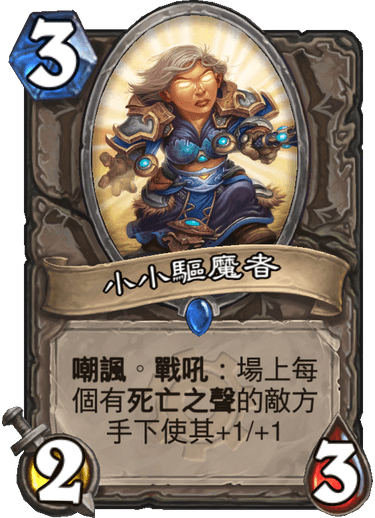 3
小小驅魔者
嘲諷。戰吼：場上每
個有死亡之聲的敵方
手下使其+1/+1
2
3